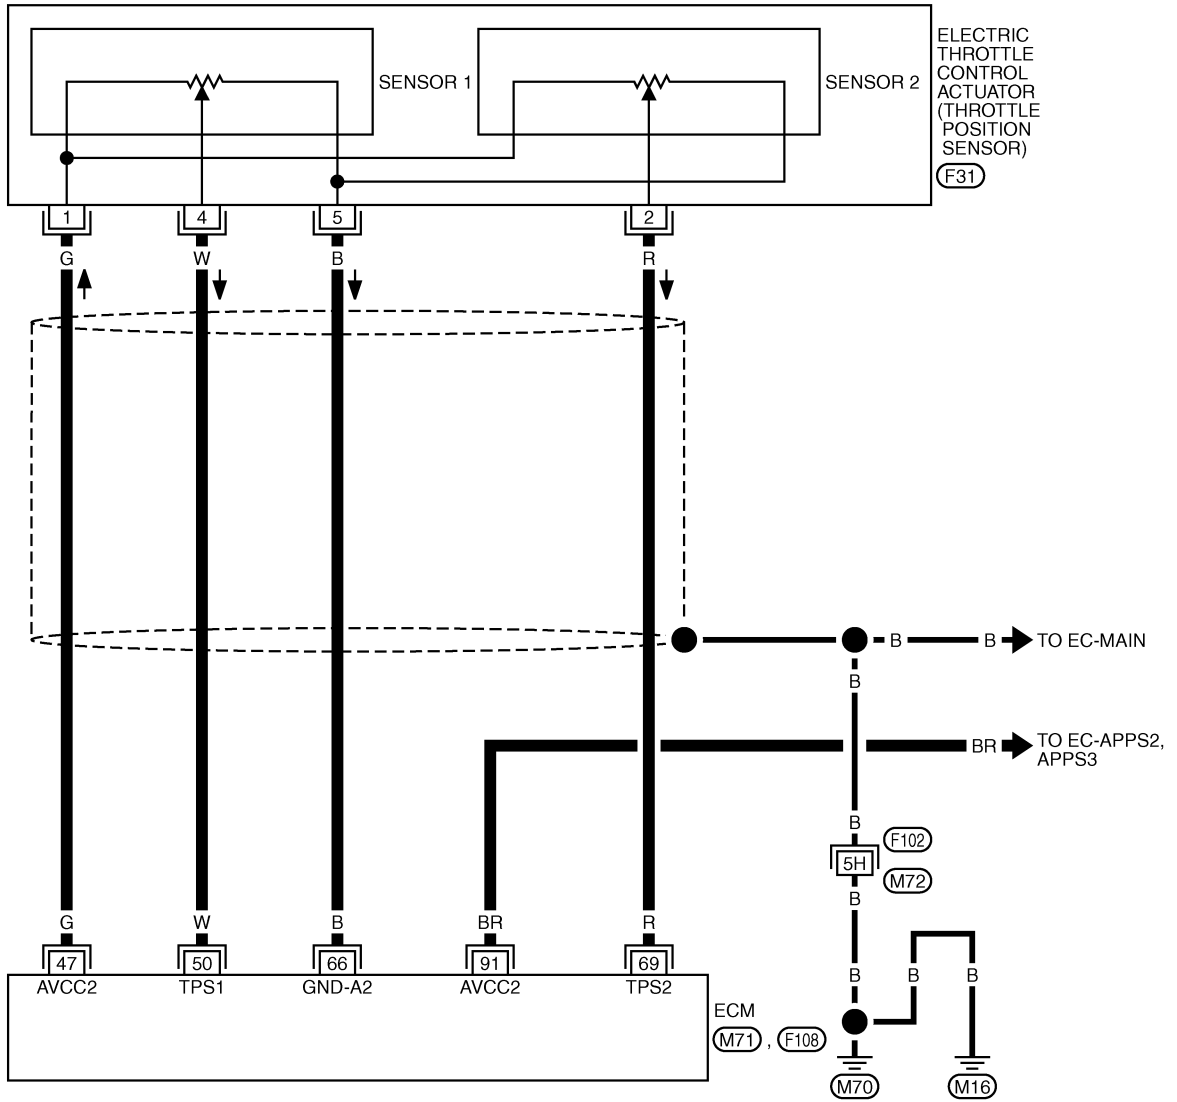 ELECTRIC
THROTTLE
CONTROL
ACTUATOR
(THROTTLE
POSITION
SENSOR)
SENSOR 1
SENSOR 2
F31
1
4
5
2
G
W
B
R
B
B
TO EC-MAIN
B
BR
TO EC-APPS2,
APPS3
B
F102
5H
M72
B
G
W
B
BR
R
47
50
66
91
69
AVCC2
TPS1
GND-A2
AVCC2
TPS2
B
B
B
ECM
M71 , F108
M70
M16